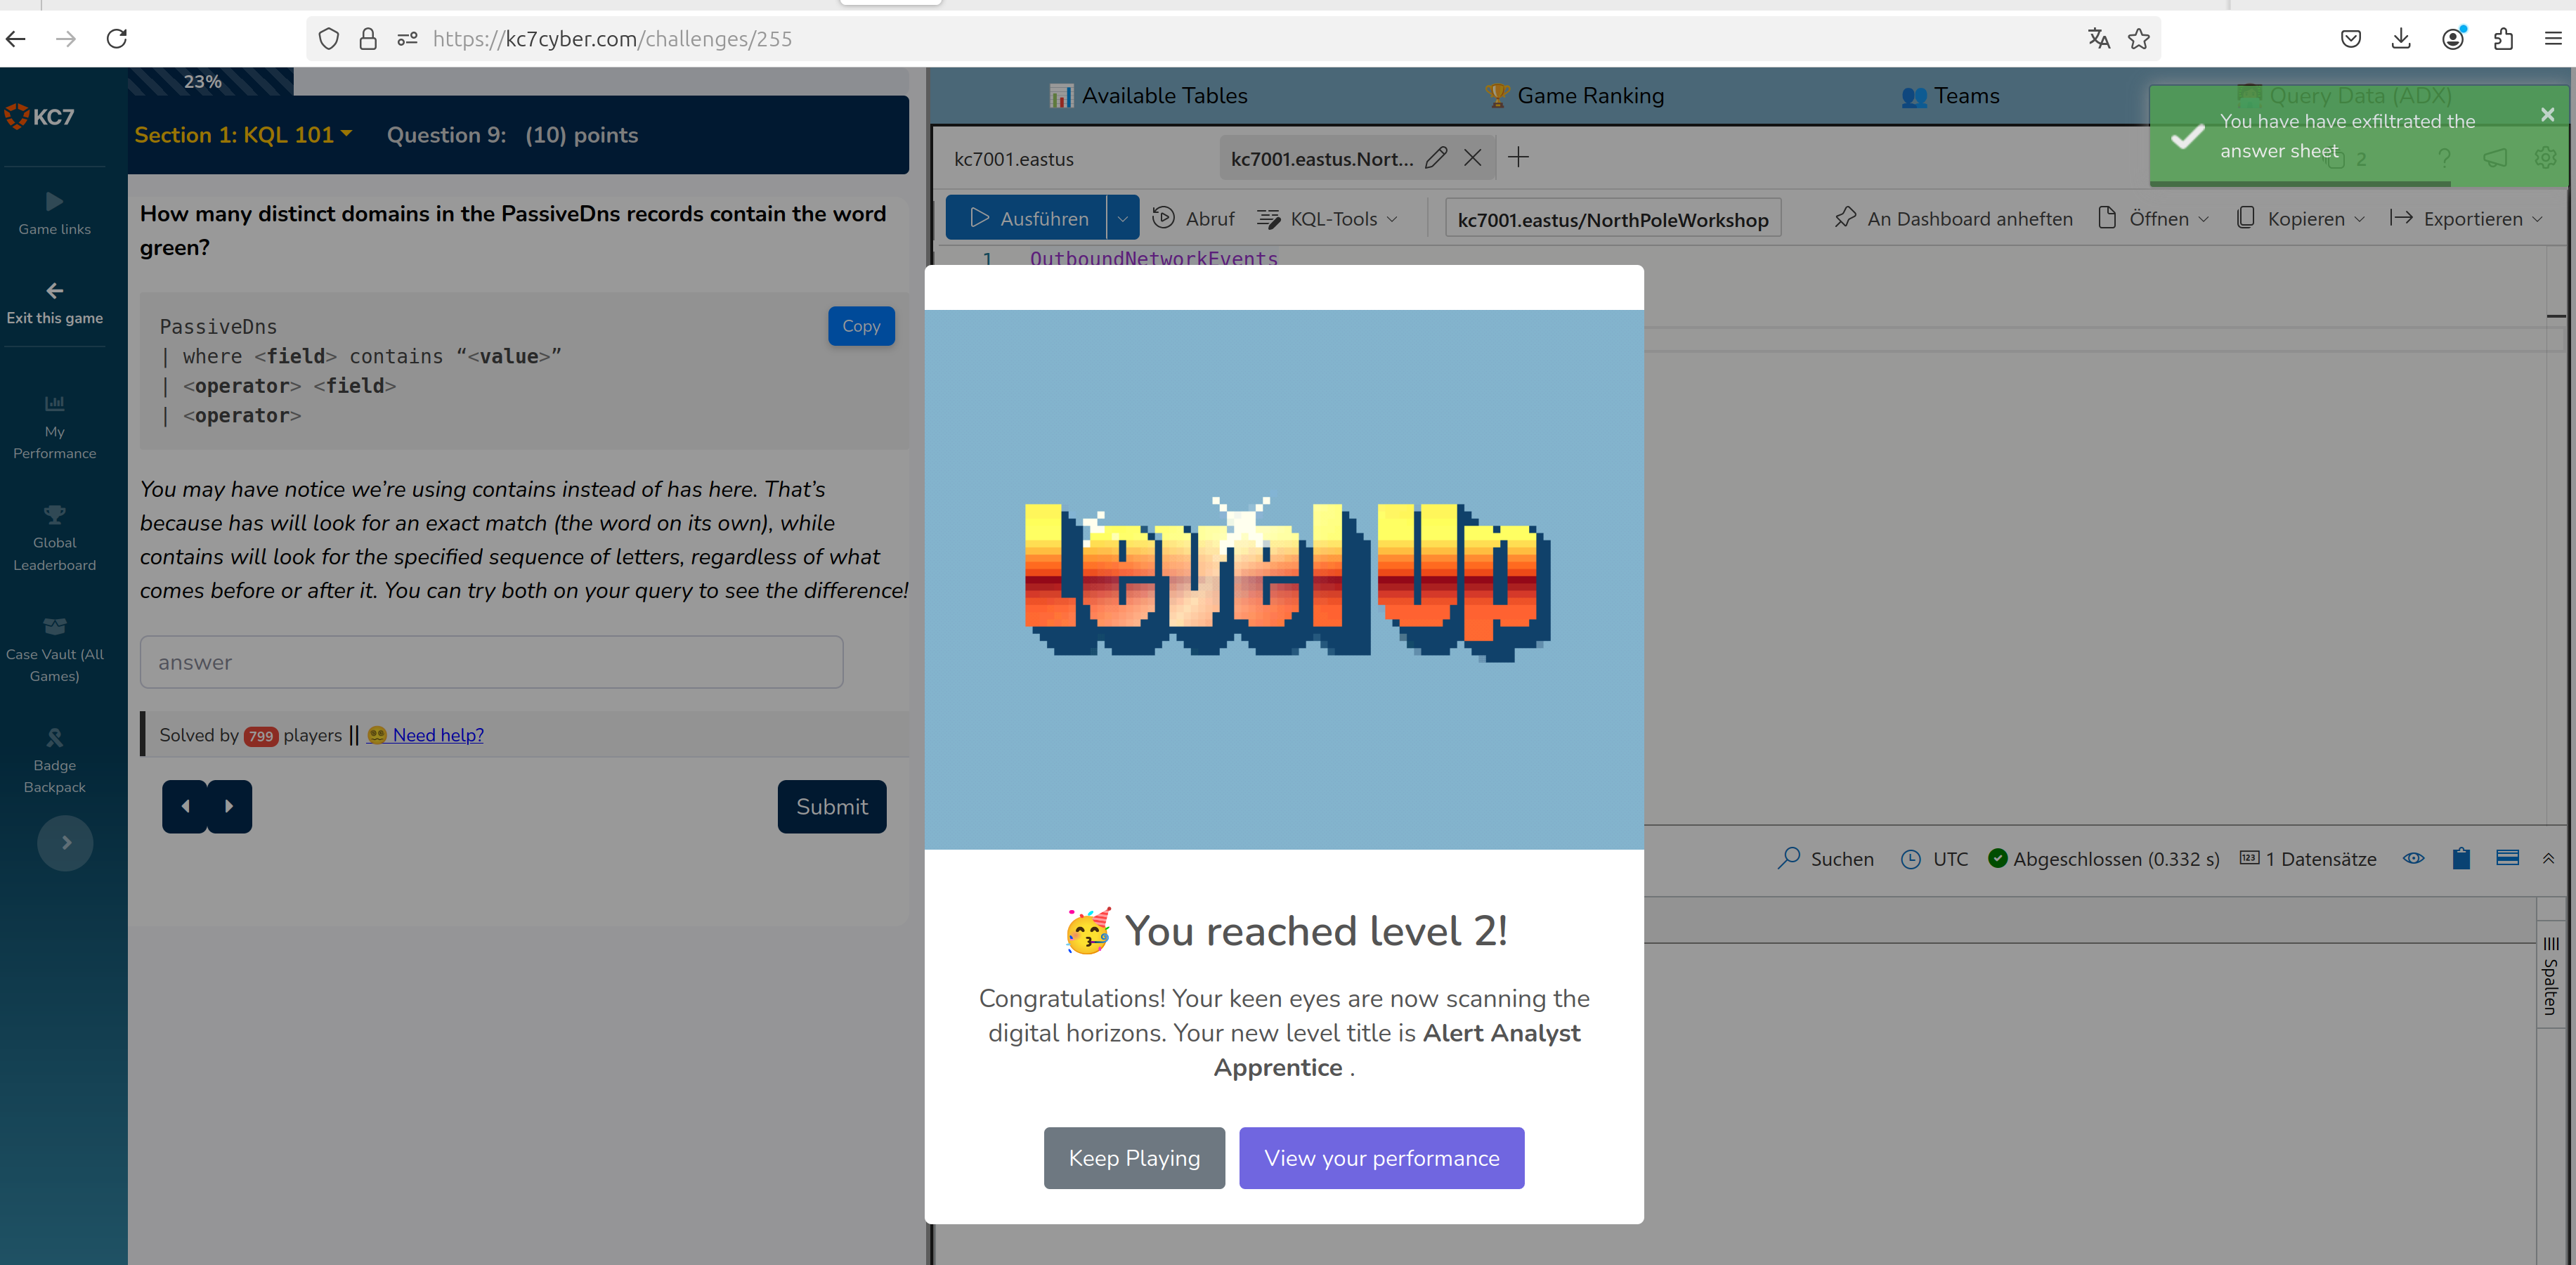 https://kc7cyber.com/challenges/255
KC7
Game links
Exit this game
My
Performance
Global
Leaderboard
Case Vault (All
Games)
Badge
Backpack
23%
Section 1: KQL 101
Question 9: (10) points
How many distinct domains in the PassiveDns records contain the word
green?
Copy
PassiveDns
| where <field> contains “<value>”
| <operator> <field>
| <operator>
You may have notice we’re using contains instead of has here. That’s
because has will look for an exact match (the word on its own), while
contains will look for the specified sequence of letters, regardless of what
comes before or after it. You can try both on your query to see the difference!
answer
Solved by 799 players || Need help?
Submit
Available Tables
Game Ranking
Teams
Query Data (ADX)
You have have exfiltrated the
answer sheet
2
kc7001.eastus
kc7001.eastus.Nort...
Ausführen
Abruf
KQL-Tools
kc7001.eastus/NorthPoleWorkshop
An Dashboard anheften
Öffnen
Kopieren
Exportieren
1 OutboundNetworkEvents
Level Up
You reached level 2!
Congratulations! Your keen eyes are now scanning the
digital horizons. Your new level title is Alert Analyst
Apprentice .
Keep Playing
View your performance
Suchen
UTC
Abgeschlossen (0.332 s)
1 Datensätze
Spalten